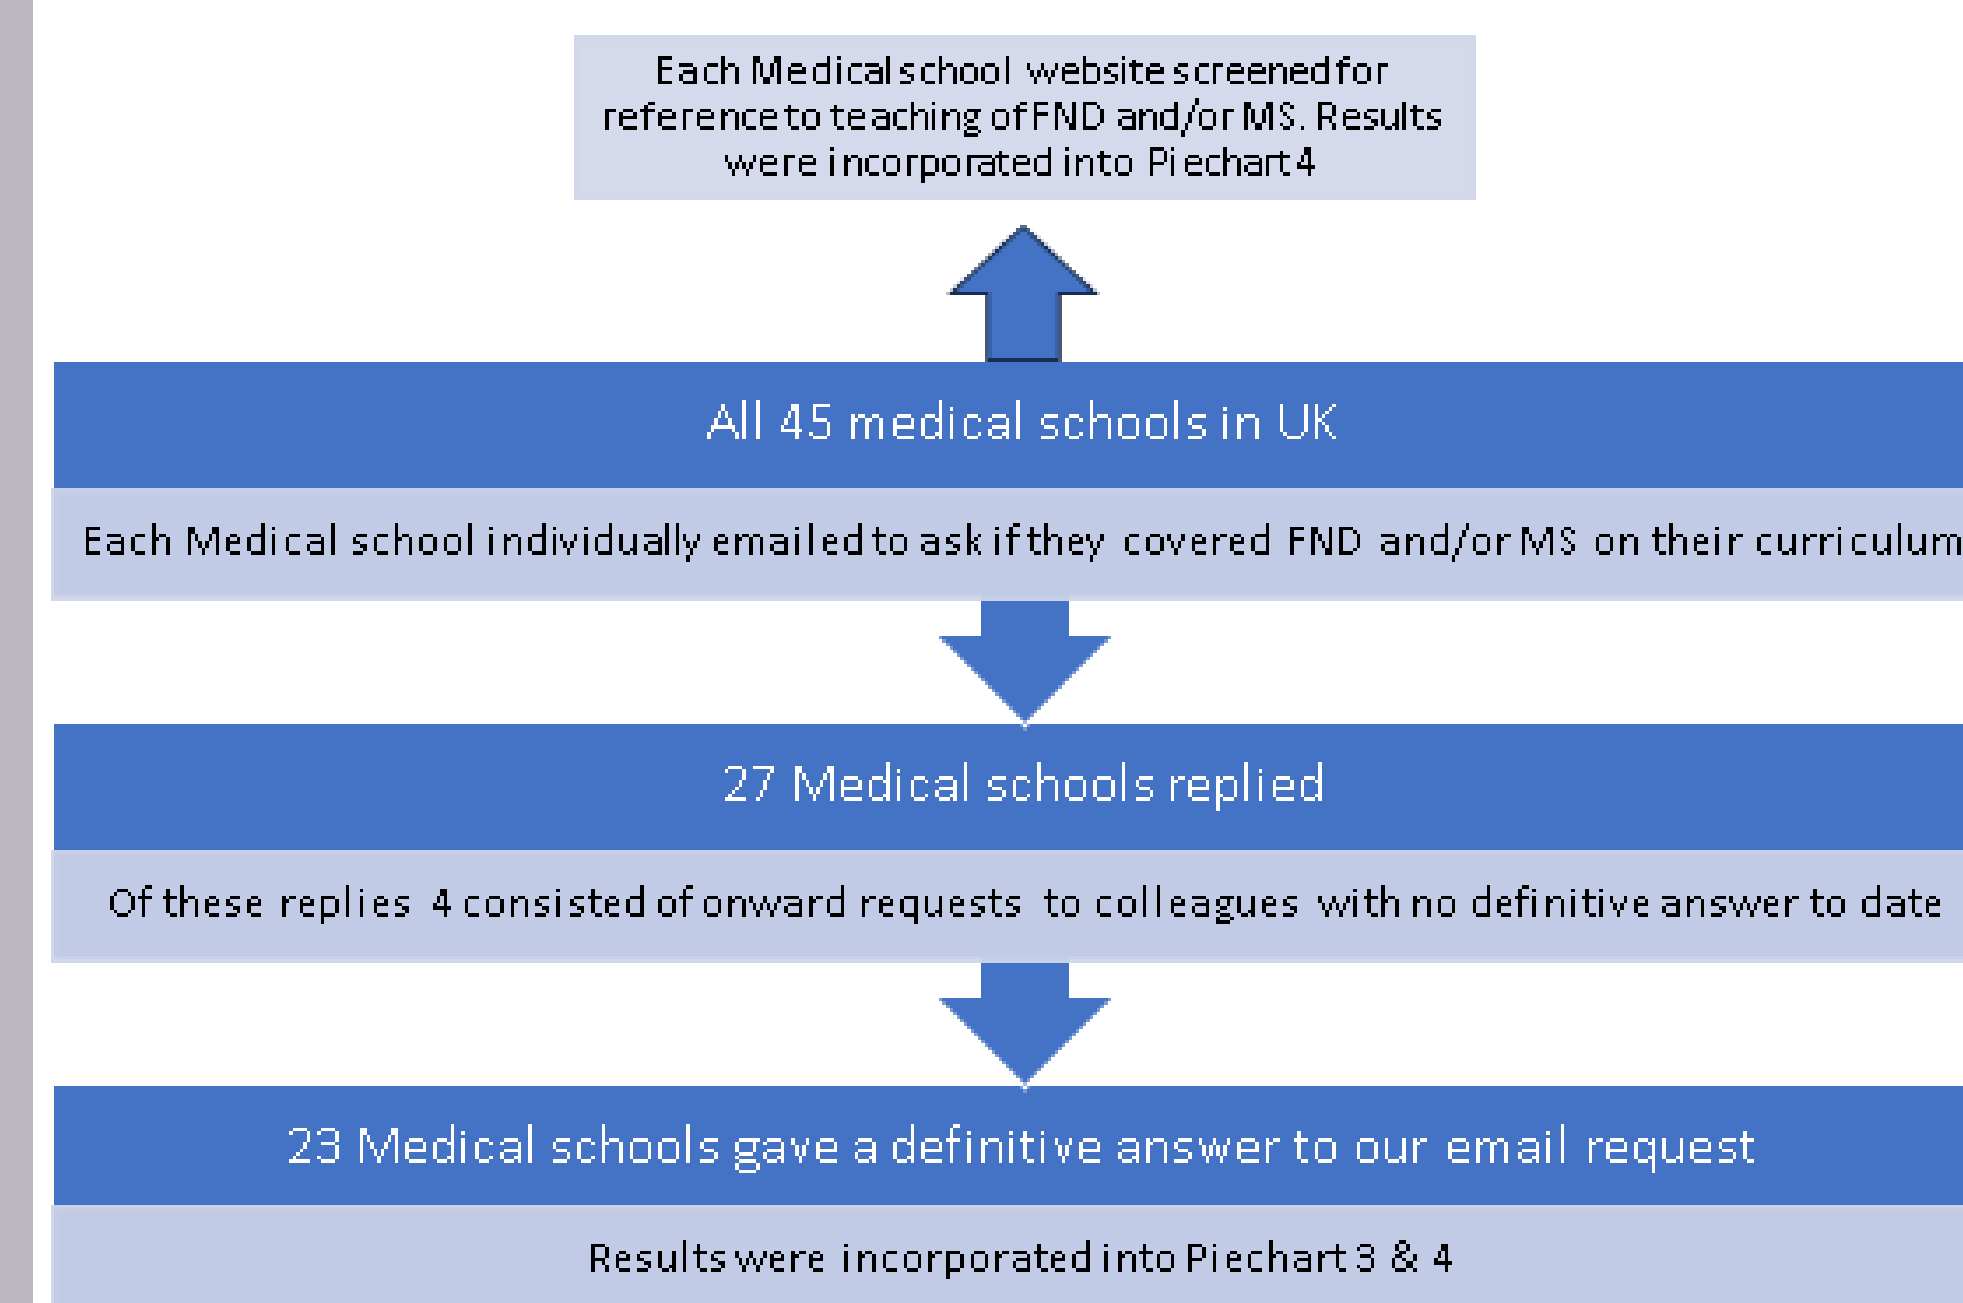 Each Medical school website screened for
reference to teaching of FND and/or MS. Results
were incorporated into Piechart 4
All 45 medical schools in UK
Each Medical school individually emailed to ask if they covered FND and/or MS on their curriculum
27 Medical schools replied
Of these replies 4 consisted of onward requests to colleagues with no definitive answer to date
23 Medical schools gave a definitive answer to our email request
Results were incorporated into Piechart 3 & 4